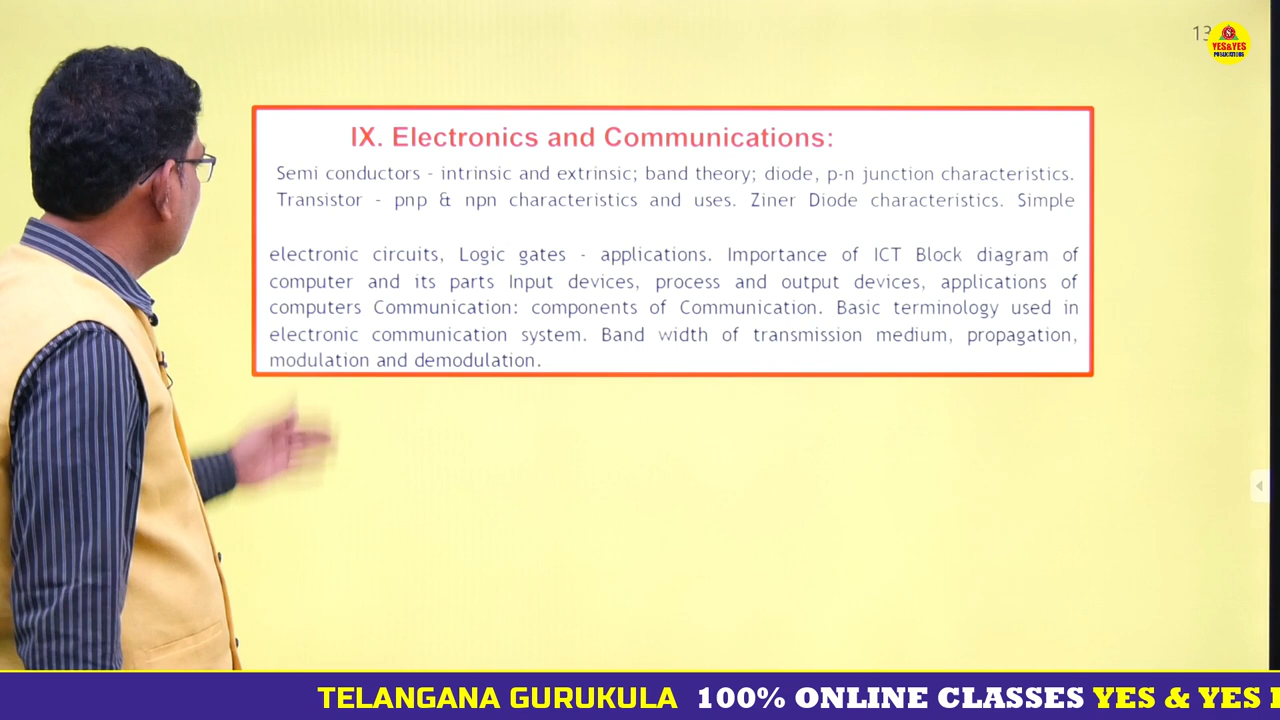 13
YES&YES
PUBLICATIONS
IX. Electronics and Communications:
Semi conductors - intrinsic and extrinsic; band theory; diode, p-n junction characteristics.
Transistor - pnp & npn characteristics and uses. Ziner Diode characteristics. Simple
electronic circuits, Logic gates - applications. Importance of ICT Block diagram of
computer and its parts Input devices, process and output devices, applications of
computers Communication: components of Communication. Basic terminology used in
electronic communication system. Band width of transmission medium, propagation,
modulation and demodulation.
TELANGANA GURUKULA 100% ONLINE CLASSES YES & YES